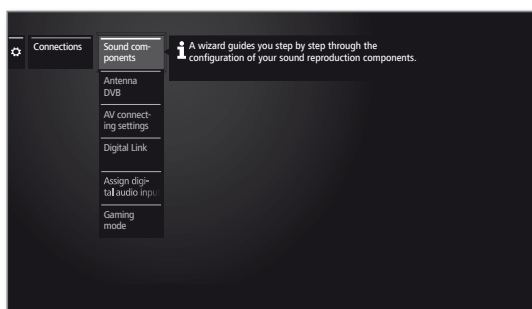 Connections
Sound com-
ponents
A wizard guides you step by step through the
configuration of your sound reproduction components.
Antenna
DVB
AV connect-
ing settings
Digital Link
Assign digi-
tal audio input
Gaming
mode